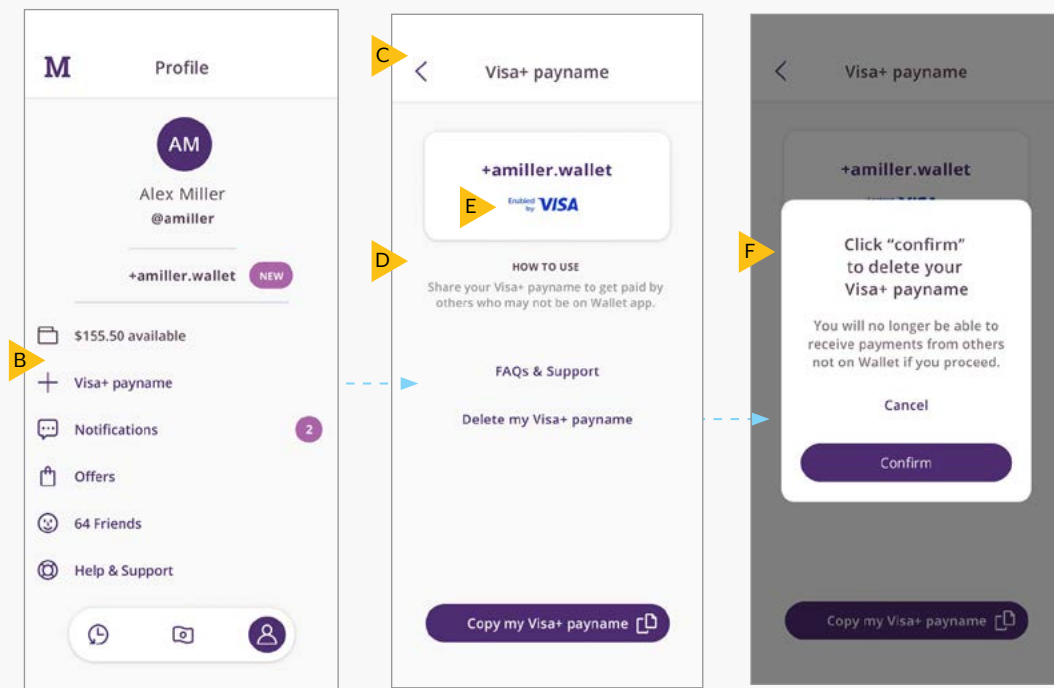 M
Profile
AM
Alex Miller
@amiller
+amiller.wallet NEW
B
$155.50 available
Visa+ payname
Notifications 2
Offers
64 Friends
Help & Support
C
Visa+ payname
+amiller.wallet
E
Enabled
by VISA
D
HOW TO USE
Share your Visa+ payname to get paid by
others who may not be on Wallet app.
FAQs & Support
Delete my Visa+ payname
Copy my Visa+ payname
Visa+ payname
+amiller.wallet
F
Click “confirm”
to delete your
Visa+ payname
You will no longer be able to
receive payments from others
not on Wallet if you proceed.
Cancel
Confirm
Copy my Visa+ payname